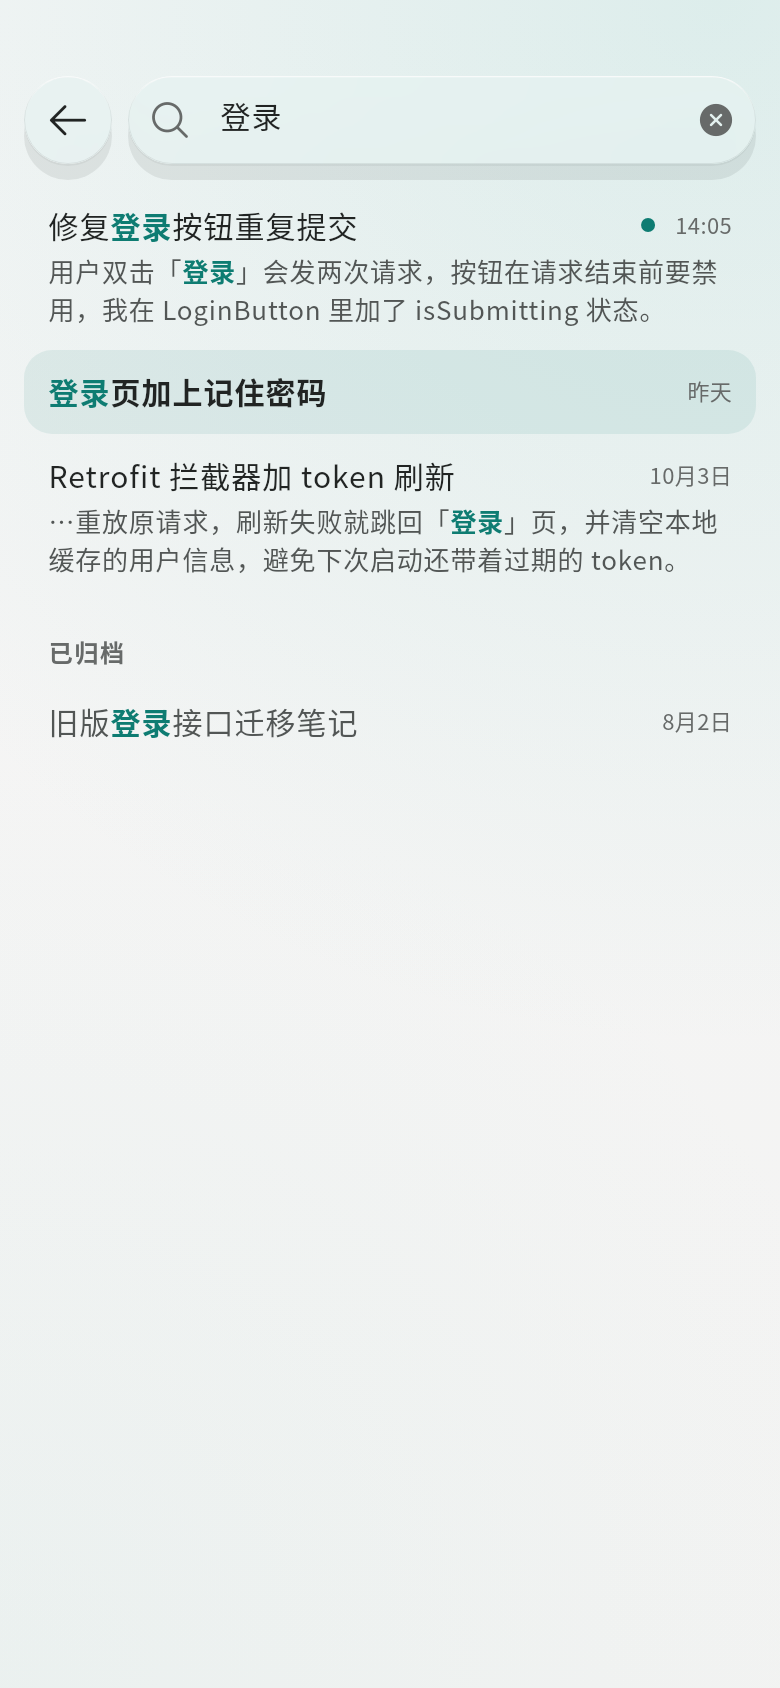 登录
修复登录按钮重复提交
14:05
用户双击「登录」会发两次请求，按钮在请求结束前要禁
用，我在 LoginButton 里加了 isSubmitting 状态。
登录页加上记住密码
昨天
Retrofit 拦截器加 token 刷新
10月3日
…重放原请求，刷新失败就跳回「登录」页，并清空本地
缓存的用户信息，避免下次启动还带着过期的 token。
已归档
旧版登录接口迁移笔记
8月2日